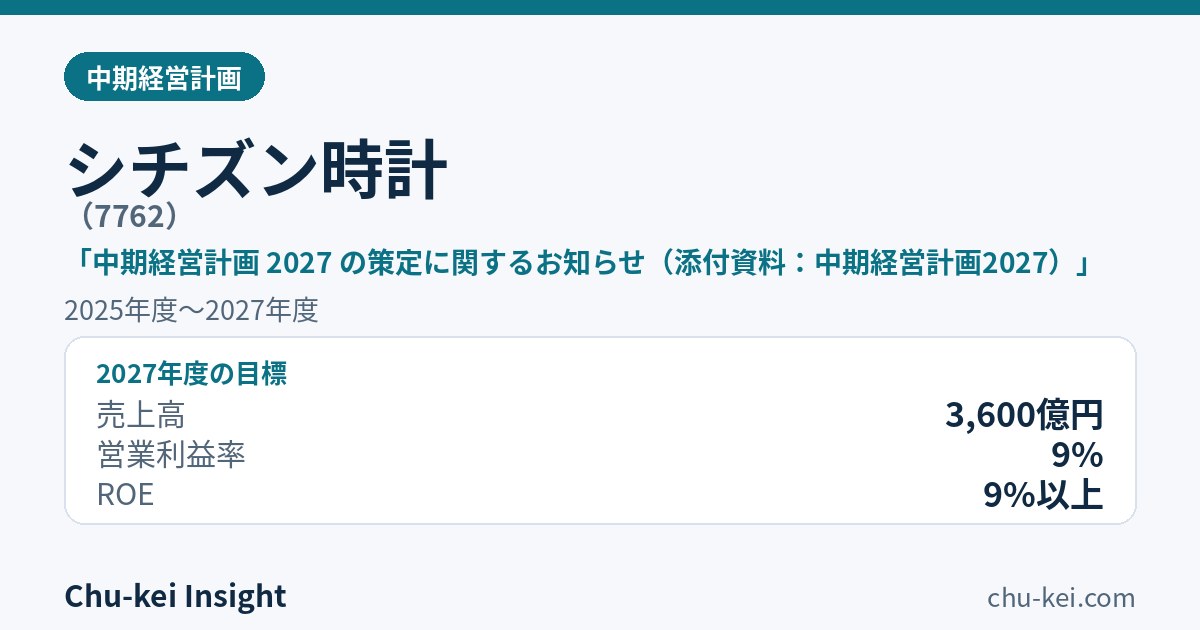 中期経営計画
シチズン時計
（7762）
「中期経営計画 2027 の策定に関するお知らせ（添付資料：中期経営計画2027）」
2025年度〜2027年度
2027年度の目標
売上高 3,600億円
営業利益率 9%
ROE 9%以上
Chu-kei Insight chu-kei.com